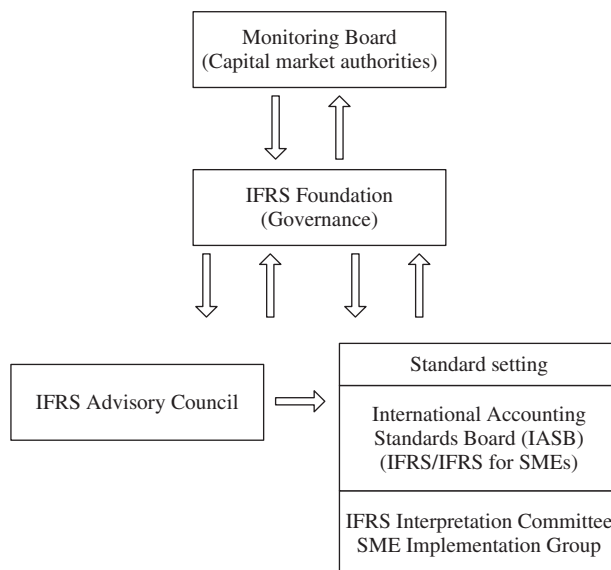 Monitoring Board
(Capital market authorities)
IFRS Foundation
(Governance)
IFRS Advisory Council
Standard setting
International Accounting
Standards Board (IASB)
(IFRS/IFRS for SMEs)
IFRS Interpretation Committee
SME Implementation Group